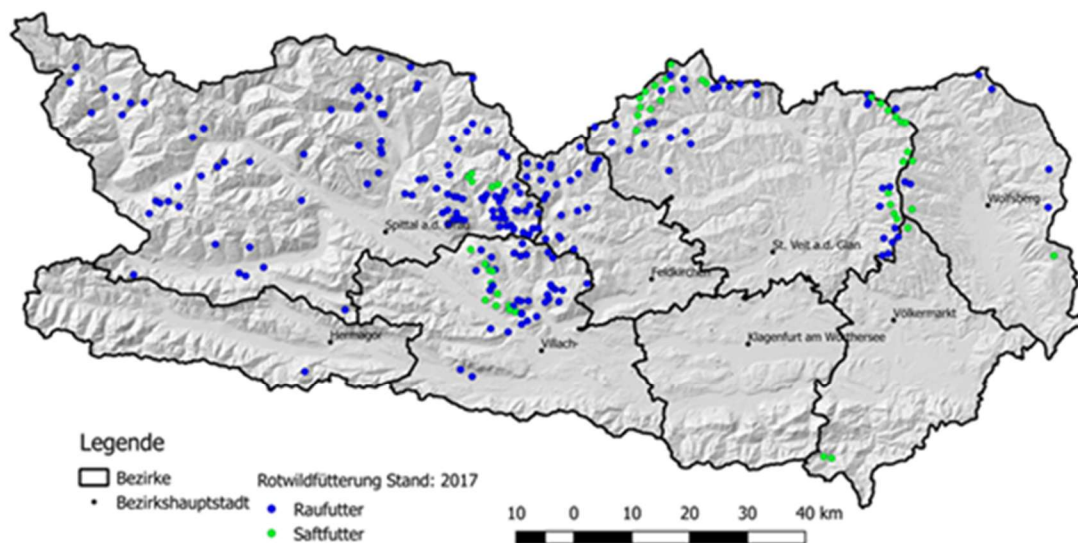 Wolfsberg
Spittal a.d. Drau
St. Veit a.d. Glan
Feldkirchen
Völkermarkt
Hermagor
Villach
Klagenfurt am Wörthersee
Legende
Bezirke
Bezirkshauptstadt
Rotwildfütterung Stand: 2017
Raufutter
Saftfutter
10 0 10 20 30 40 km